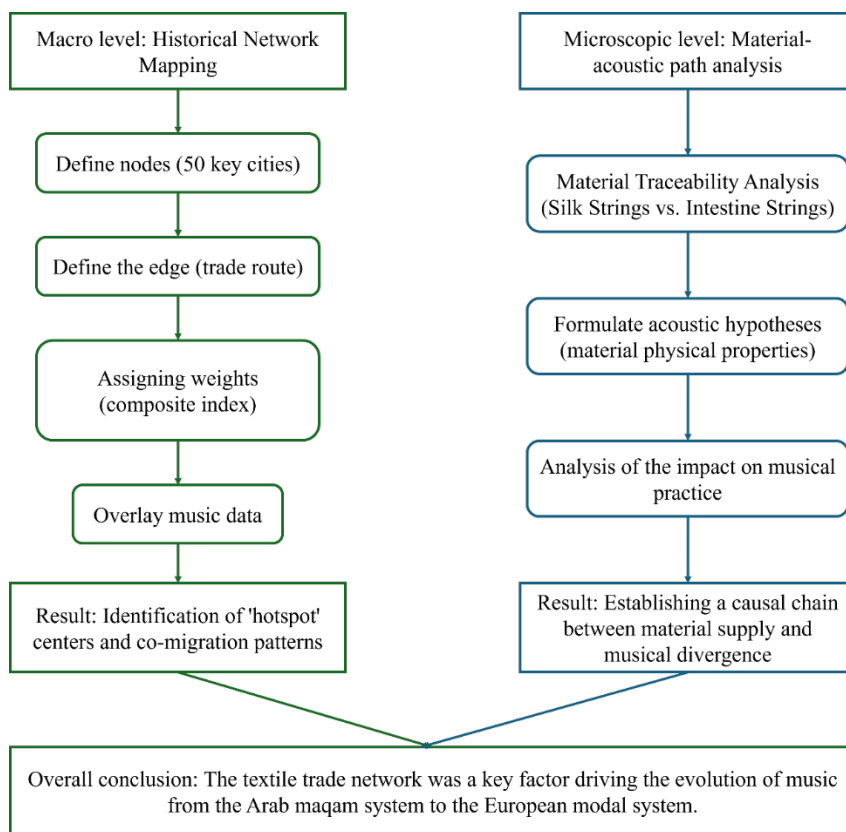 Macro level: Historical Network
Mapping
Define nodes (50 key cities)
Define the edge (trade route)
Assigning weights
(composite index)
Overlay music data
Result: Identification of 'hotspot'
centers and co-migration patterns
Microscopic level: Material-
acoustic path analysis
Material Traceability Analysis
(Silk Strings vs. Intestine Strings)
Formulate acoustic hypotheses
(material physical properties)
Analysis of the impact on musical
practice
Result: Establishing a causal chain
between material supply and
musical divergence
Overall conclusion: The textile trade network was a key factor driving the evolution of music
from the Arab maqam system to the European modal system.